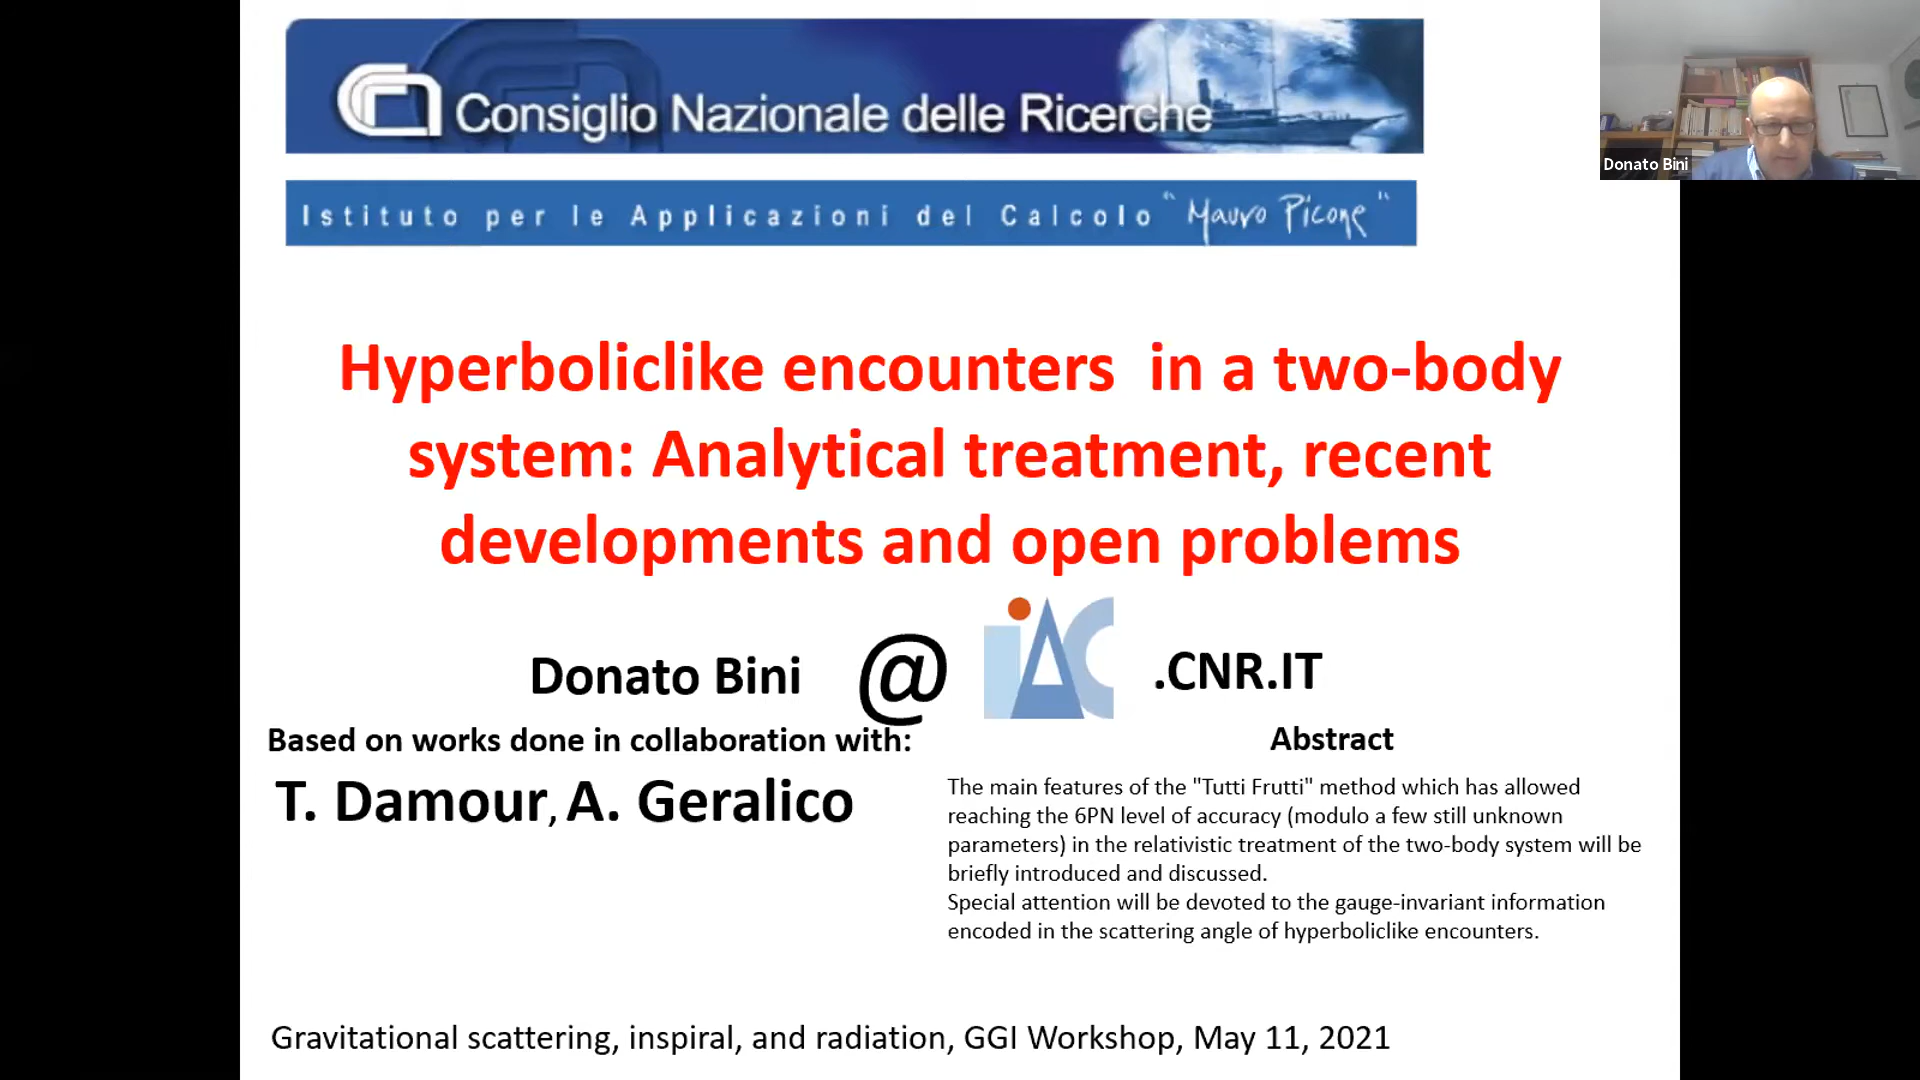 Consiglio Nazionale delle Ricerche
Istituto per le Applicazioni del Calcolo "Mauro Picone"
Donato Bini
Hyperboliclike encounters in a two-body
system: Analytical treatment, recent
developments and open problems
Donato Bini @ iAC .CNR.IT
Based on works done in collaboration with:
T. Damour, A. Geralico
Abstract
The main features of the "Tutti Frutti" method which has allowed
reaching the 6PN level of accuracy (modulo a few still unknown
parameters) in the relativistic treatment of the two-body system will be
briefly introduced and discussed.
Special attention will be devoted to the gauge-invariant information
encoded in the scattering angle of hyperboliclike encounters.
Gravitational scattering, inspiral, and radiation, GGI Workshop, May 11, 2021